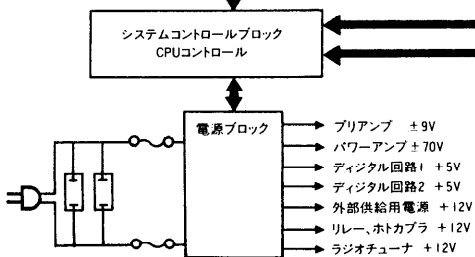 システムコントロールブロック
CPUコントロール
電源ブロック
プリアンプ ±9V
パワーアンプ±70V
ディジタル回路1 +5V
ディジタル回路2 +5V
外部供給用電源 +12V
リレー、ホトカプラ +12V
ラジオチューナ +12V